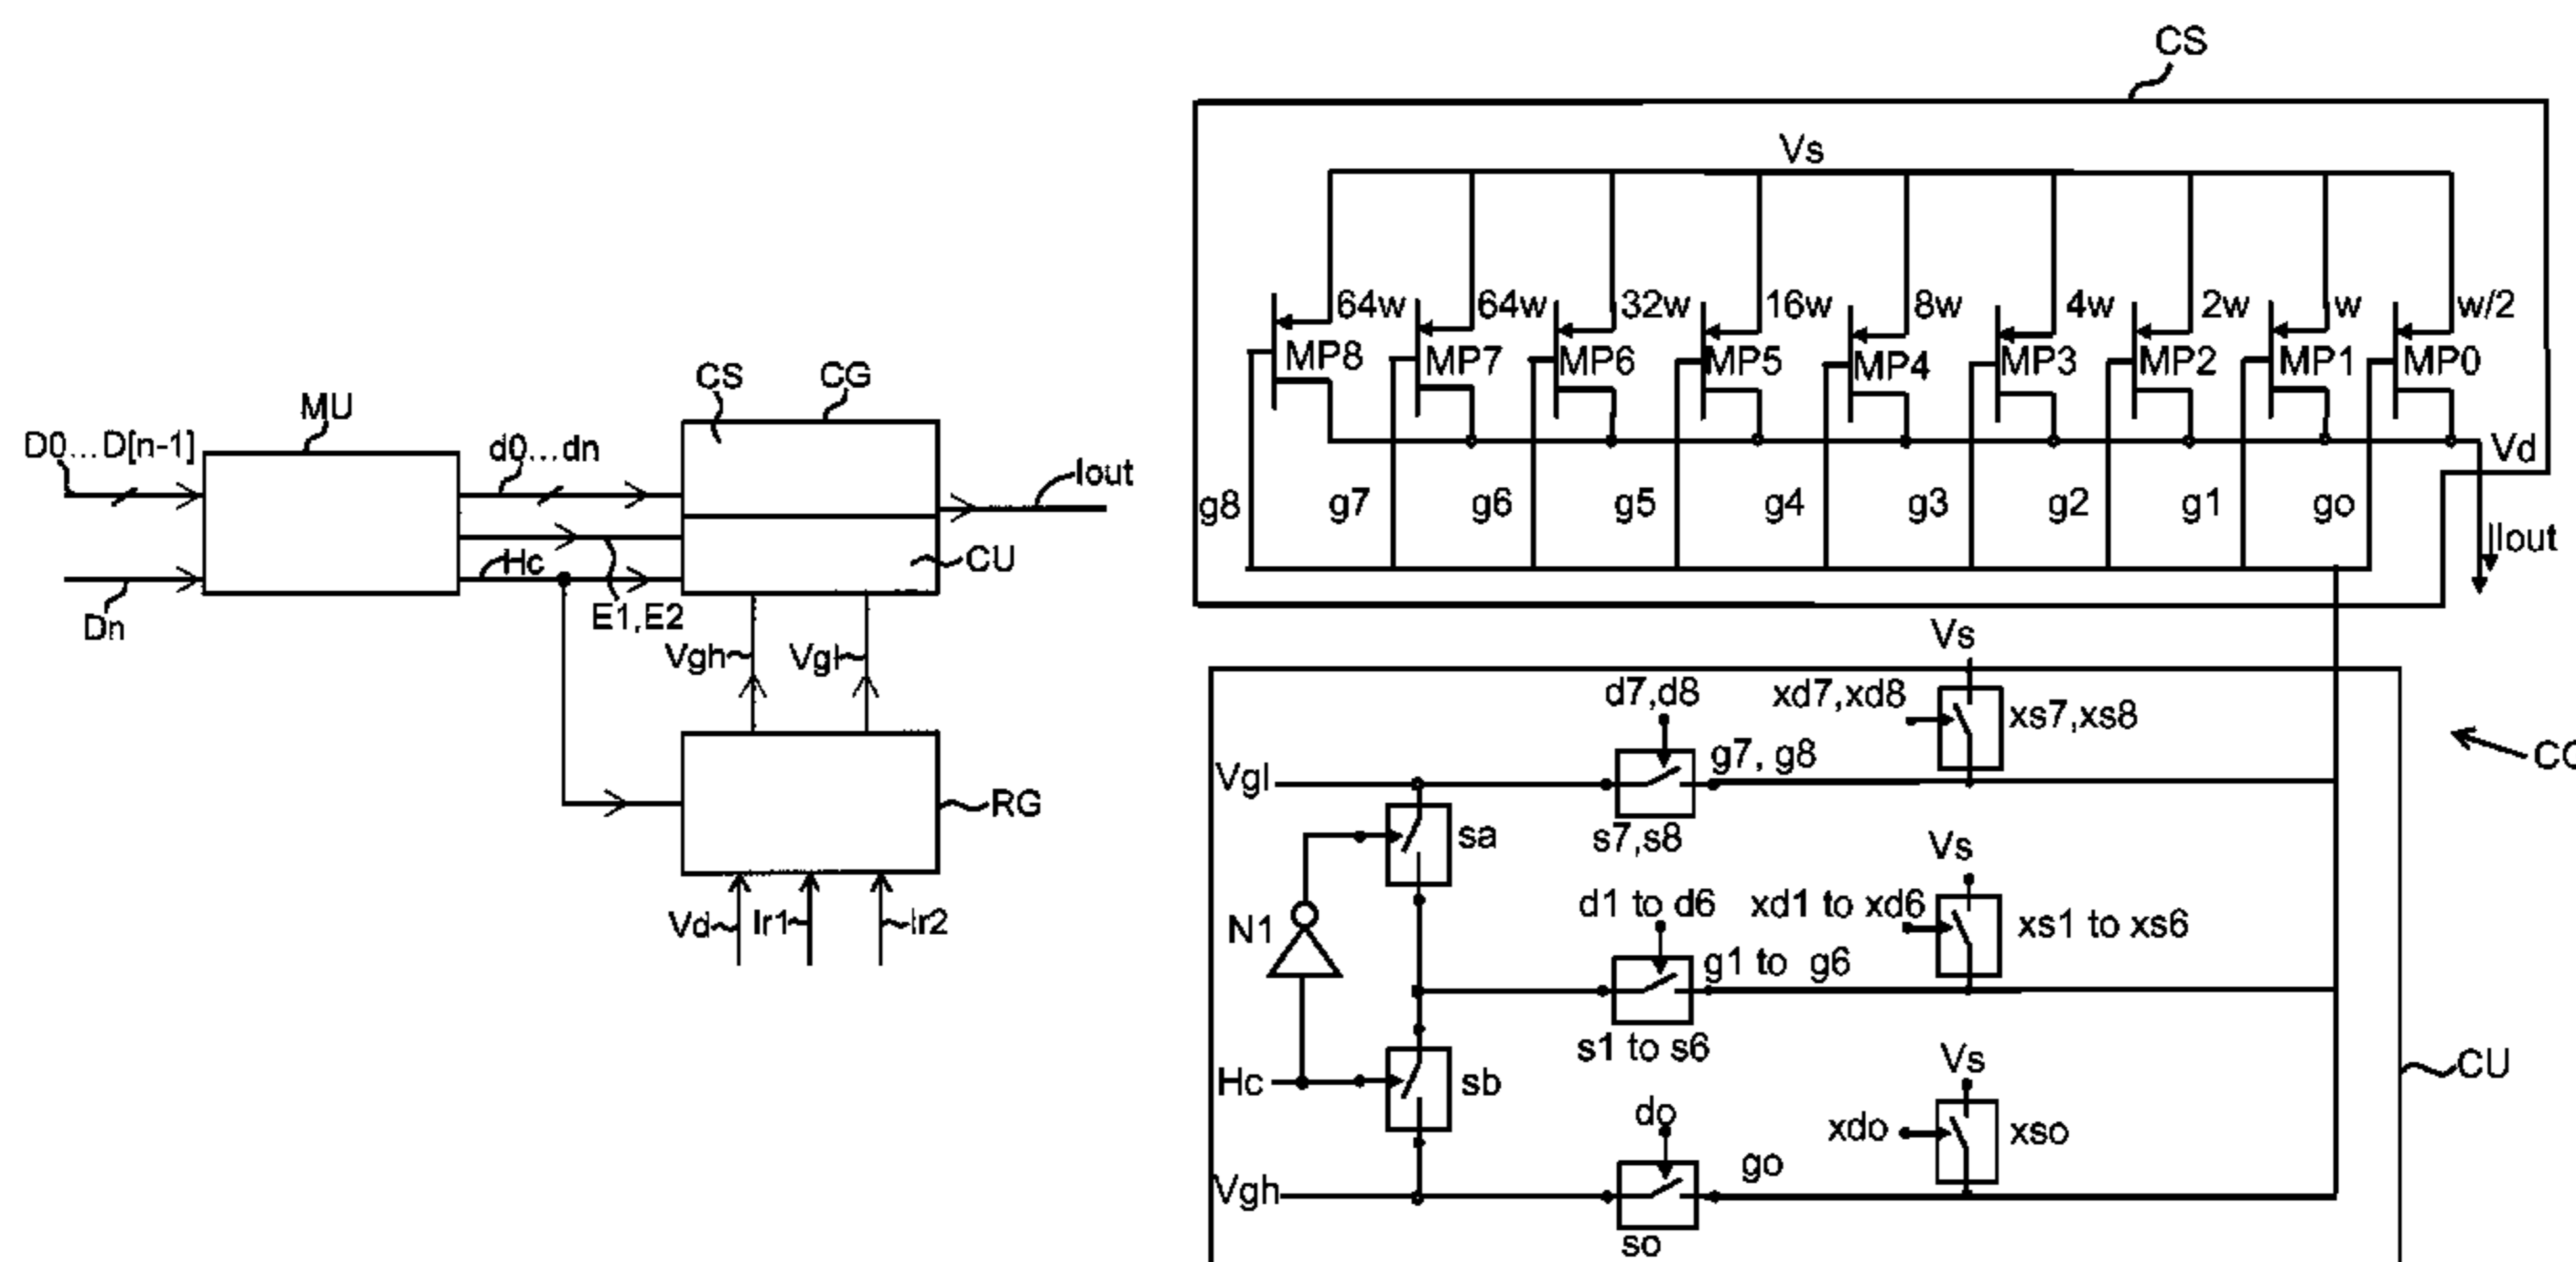 MU
D0...D[n-1]
d0...dn
CS
CG
Iout
Hc
CU
Dn
E1,E2
Vgh
Vgl
RG
Vd
Ir1
Ir2
CS
Vs
64w
64w
32w
16w
8w
4w
2w
w
w/2
MP8
MP7
MP6
MP5
MP4
MP3
MP2
MP1
MP0
Vd
g8
g7
g6
g5
g4
g3
g2
g1
go
Iout
Vs
d7,d8
xd7,xd8
xs7,xs8
Vgl
g7, g8
CG
sa
s7,s8
Vs
N1
d1 to d6
xd1 to xd6
xs1 to xs6
g1 to g6
s1 to s6
Hc
sb
Vs
CU
do
xdo
xso
Vgh
go
so